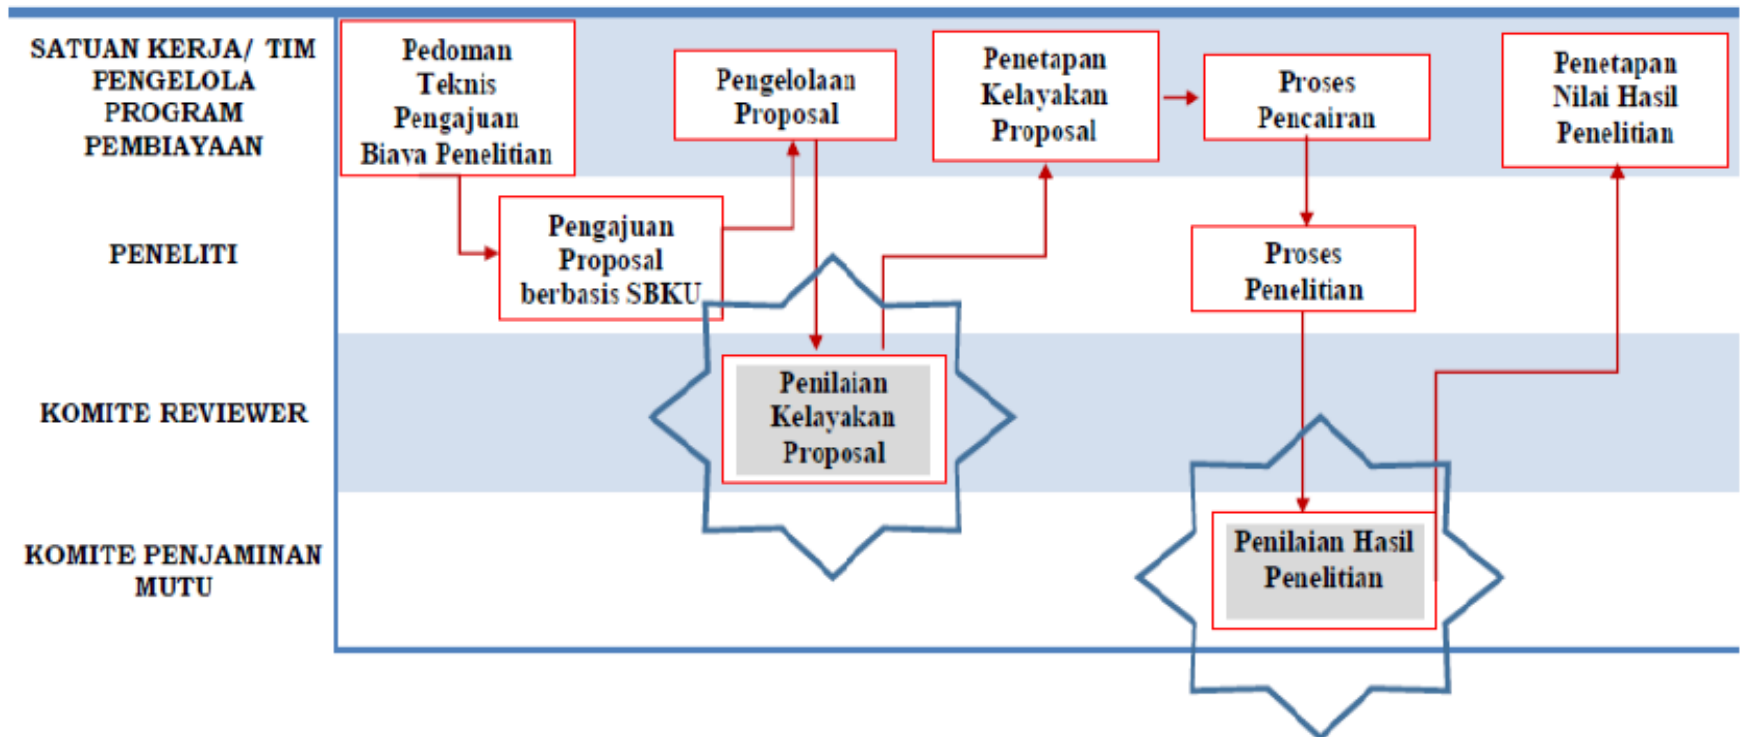 SATUAN KERJA/ TIM
PENGELOLA
PROGRAM
PEMBIAYAAN
Pedoman
Teknis
Pengajuan
Biaya Penelitian
Pengelolaan
Proposal
Penetapan
Kelayakan
Proposal
Proses
Pencairan
Penetapan
Nilai Hasil
Penelitian
PENELITI
Pengajuan
Proposal
berbasis SBKU
Proses
Penelitian
KOMITE REVIEWER
Penilaian
Kelayakan
Proposal
KOMITE PENJAMINAN
MUTU
Penilaian Hasil
Penelitian